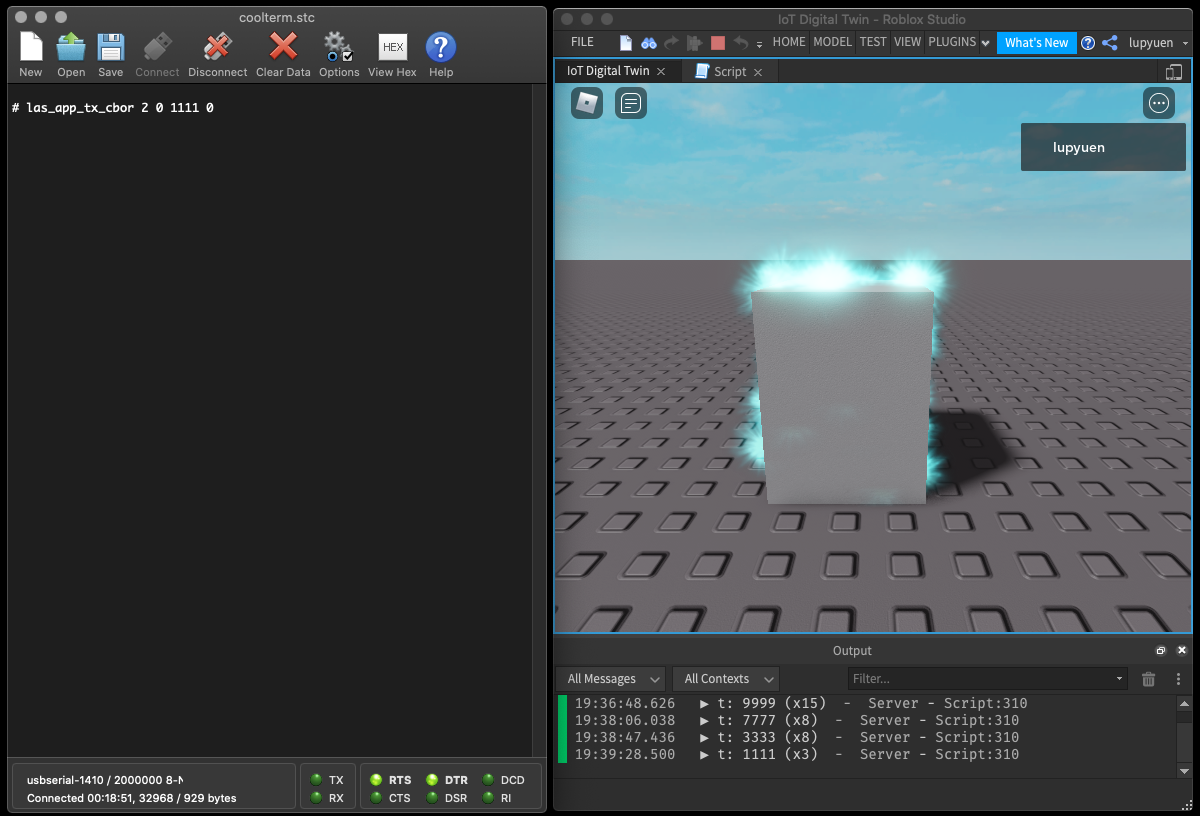 coolterm.stc
New Open Save Connect Disconnect Clear Data Options HEX View Hex ? Help
# las_app_tx_cbor 2 0 1111 0
usbserial-1410 / 2000000 8-N
Connected 00:18:51, 32968 / 929 bytes
TX RTS DTR DCD
RX CTS DSR RI
IoT Digital Twin - Roblox Studio
FILE HOME MODEL TEST VIEW PLUGINS What's New ? lupyuen
IoT Digital Twin × Script ×
lupyuen
Output
All Messages All Contexts Filter...
19:36:48.626 ▶ t: 9999 (x15) - Server - Script:310
19:38:06.038 ▶ t: 7777 (x8) - Server - Script:310
19:38:47.436 ▶ t: 3333 (x8) - Server - Script:310
19:39:28.500 ▶ t: 1111 (x3) - Server - Script:310